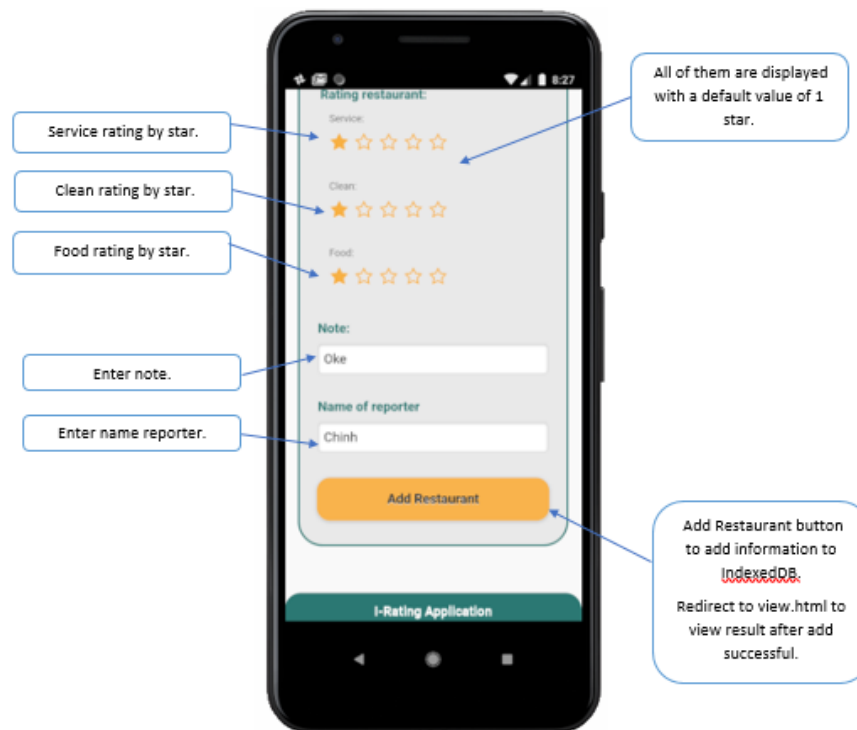 8:27
All of them are displayed
with a default value of 1
star.
Rating restaurant:
Service:
Service rating by star.
Clean:
Clean rating by star.
Food:
Food rating by star.
Note:
Oke
Enter note.
Name of reporter
Chinh
Enter name reporter.
Add Restaurant
Add Restaurant button
to add information to
IndexedDB.
Redirect to view.html to
view result after add
successful.
I-Rating Application